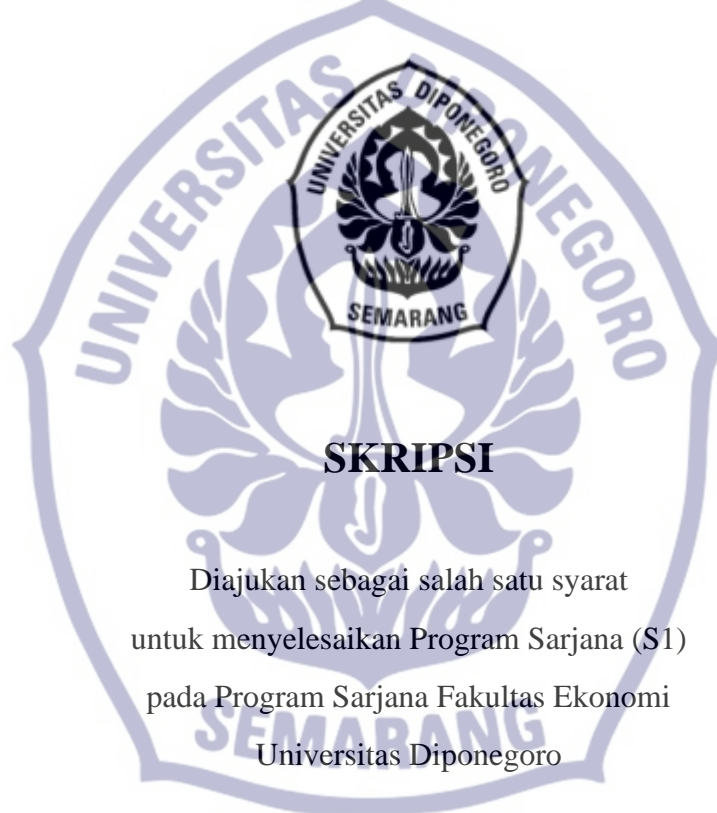 UNIVERSITAS DIPONEGORO
SEMARANG
UNIVERSITAS DIPONEGORO
SEMARANG
SKRIPSI
Diajukan sebagai salah satu syarat
untuk menyelesaikan Program Sarjana (S1)
pada Program Sarjana Fakultas Ekonomi
Universitas Diponegoro